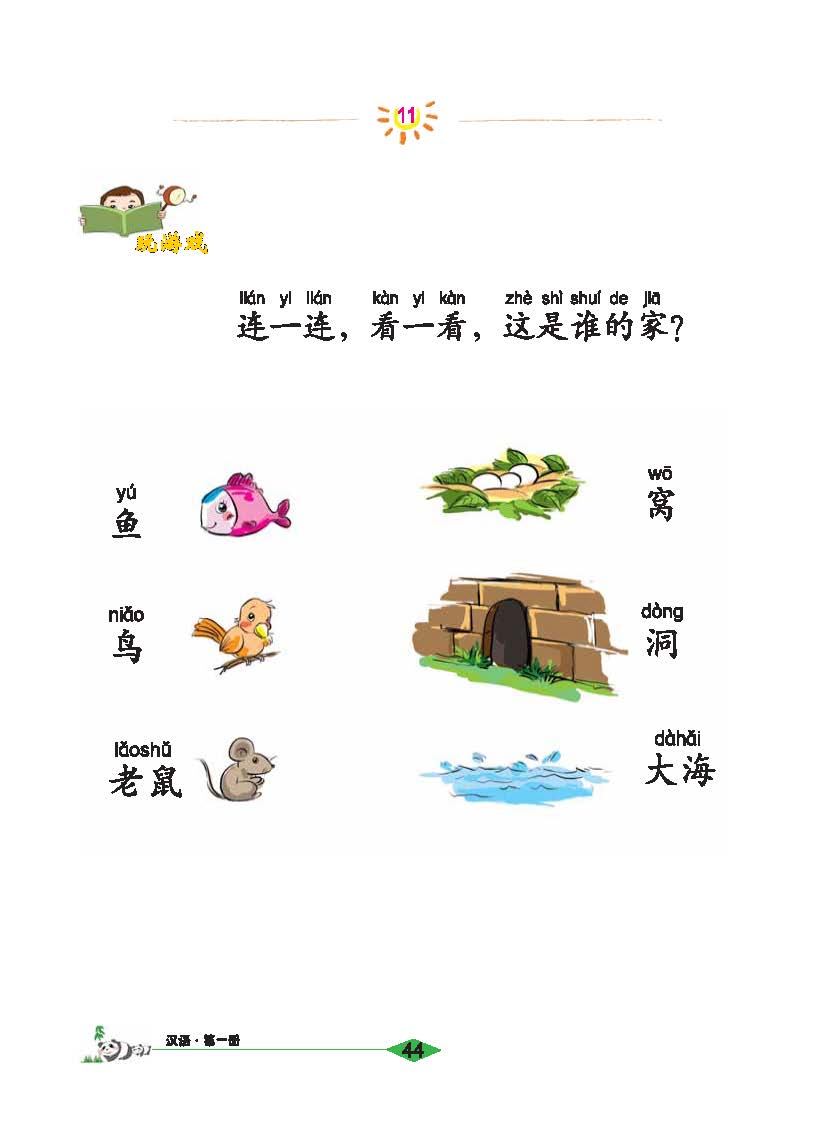 11
玩游戏
lián yi lián kàn yi kàn zhè shì shuí de jiā
连一连，看一看，这是谁的家？
yú
鱼
wō
窝
niǎo
鸟
dòng
洞
lǎoshǔ
老鼠
dàhǎi
大海
汉语·第一册
44